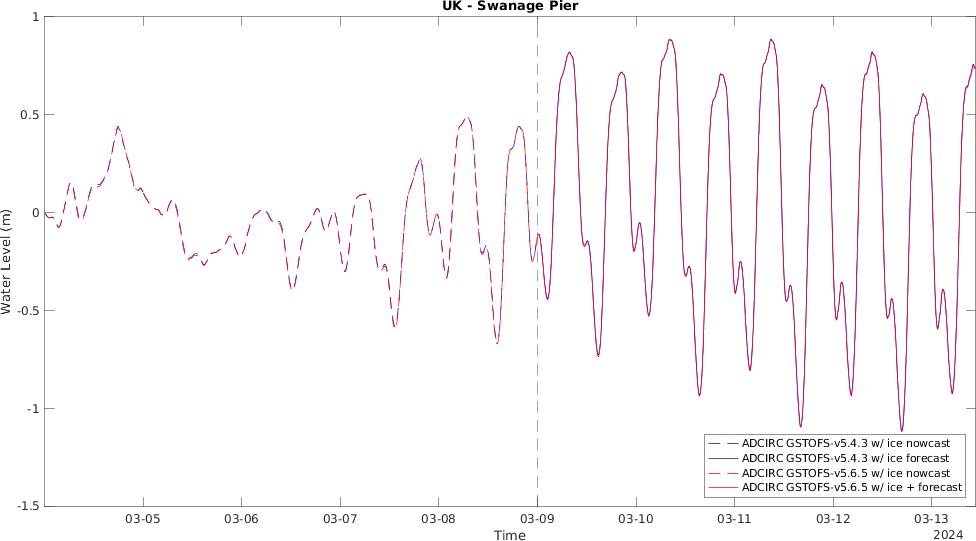 UK - Swanage Pier
1
0.5
0
-0.5
-1
-1.5
Water Level (m)
03-05
03-06
03-07
03-08
03-09
03-10
03-11
03-12
03-13
Time
2024
ADCIRC GSTOFS-v5.4.3 w/ ice nowcast
ADCIRC GSTOFS-v5.4.3 w/ ice forecast
ADCIRC GSTOFS-v5.6.5 w/ ice nowcast
ADCIRC GSTOFS-v5.6.5 w/ ice + forecast